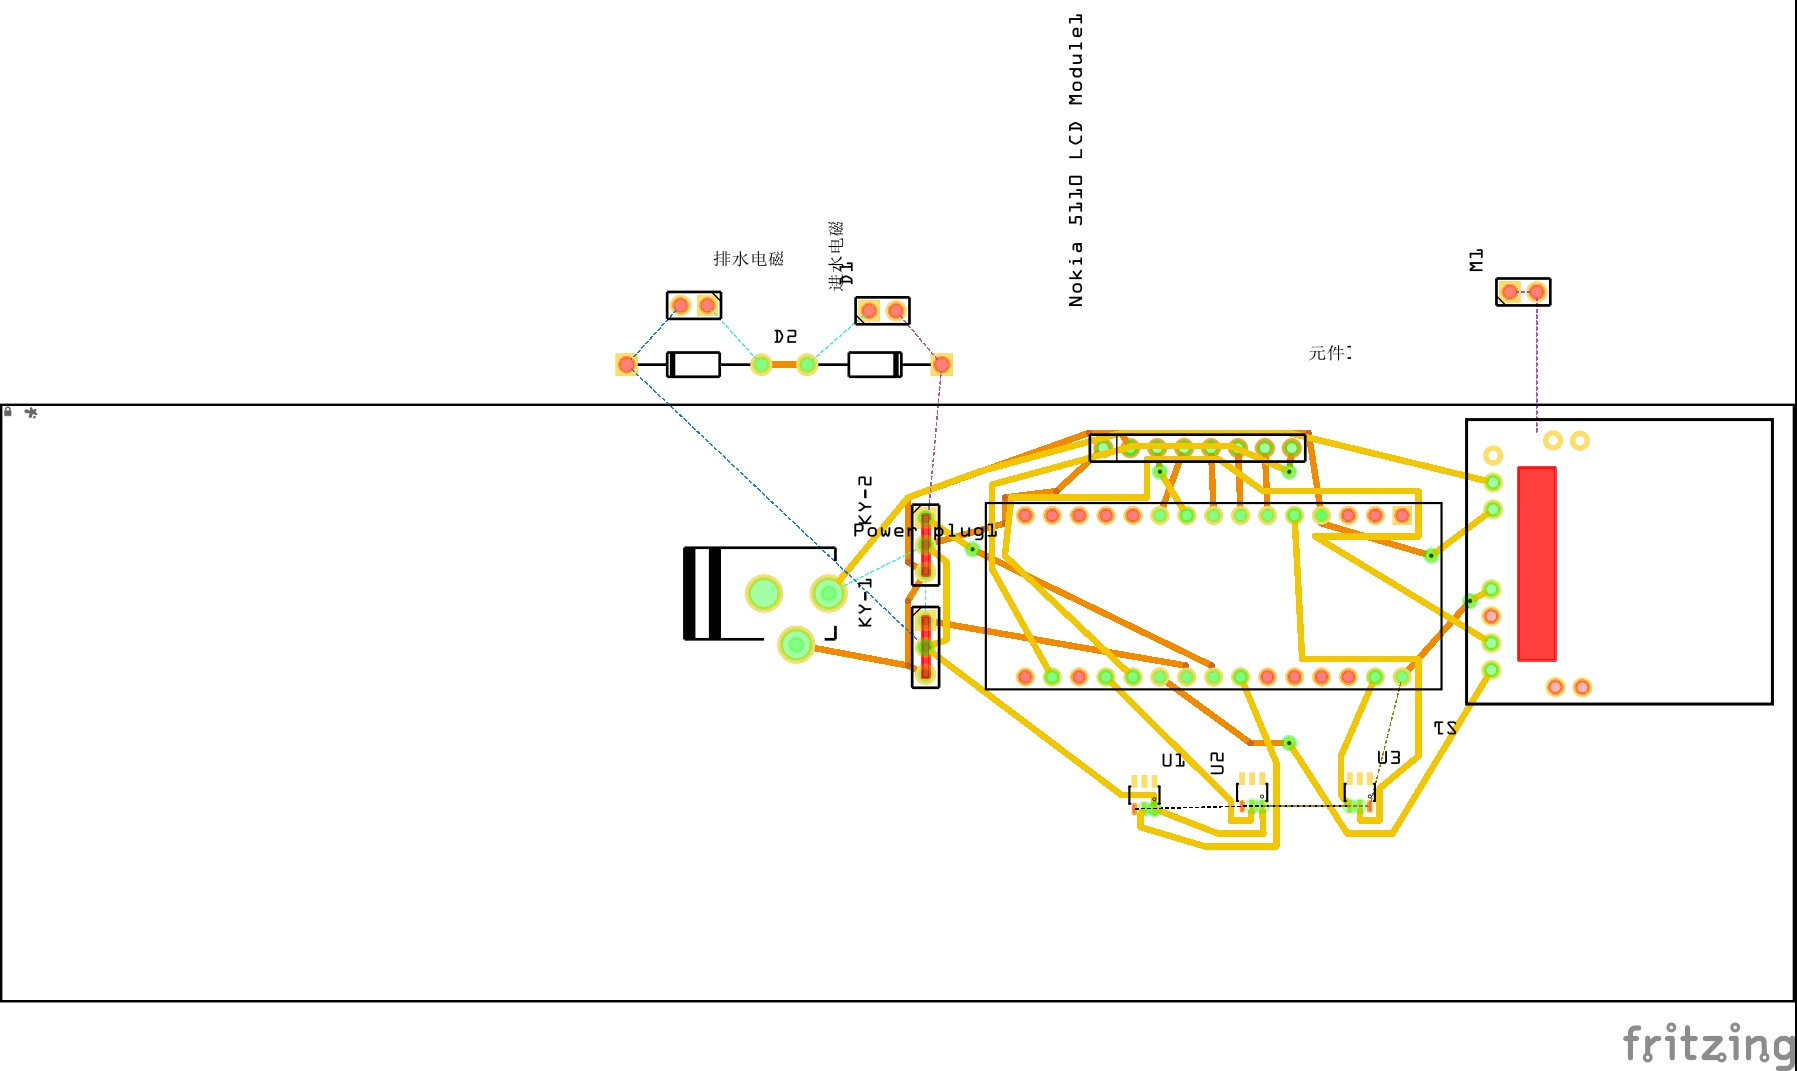 Nokia 5110 LCD Module1
排水电磁
进水电磁
D1
M1
D2
元件1
KY-2
Power plug1
KY-1
S1
U1
U2
U3
fritzing